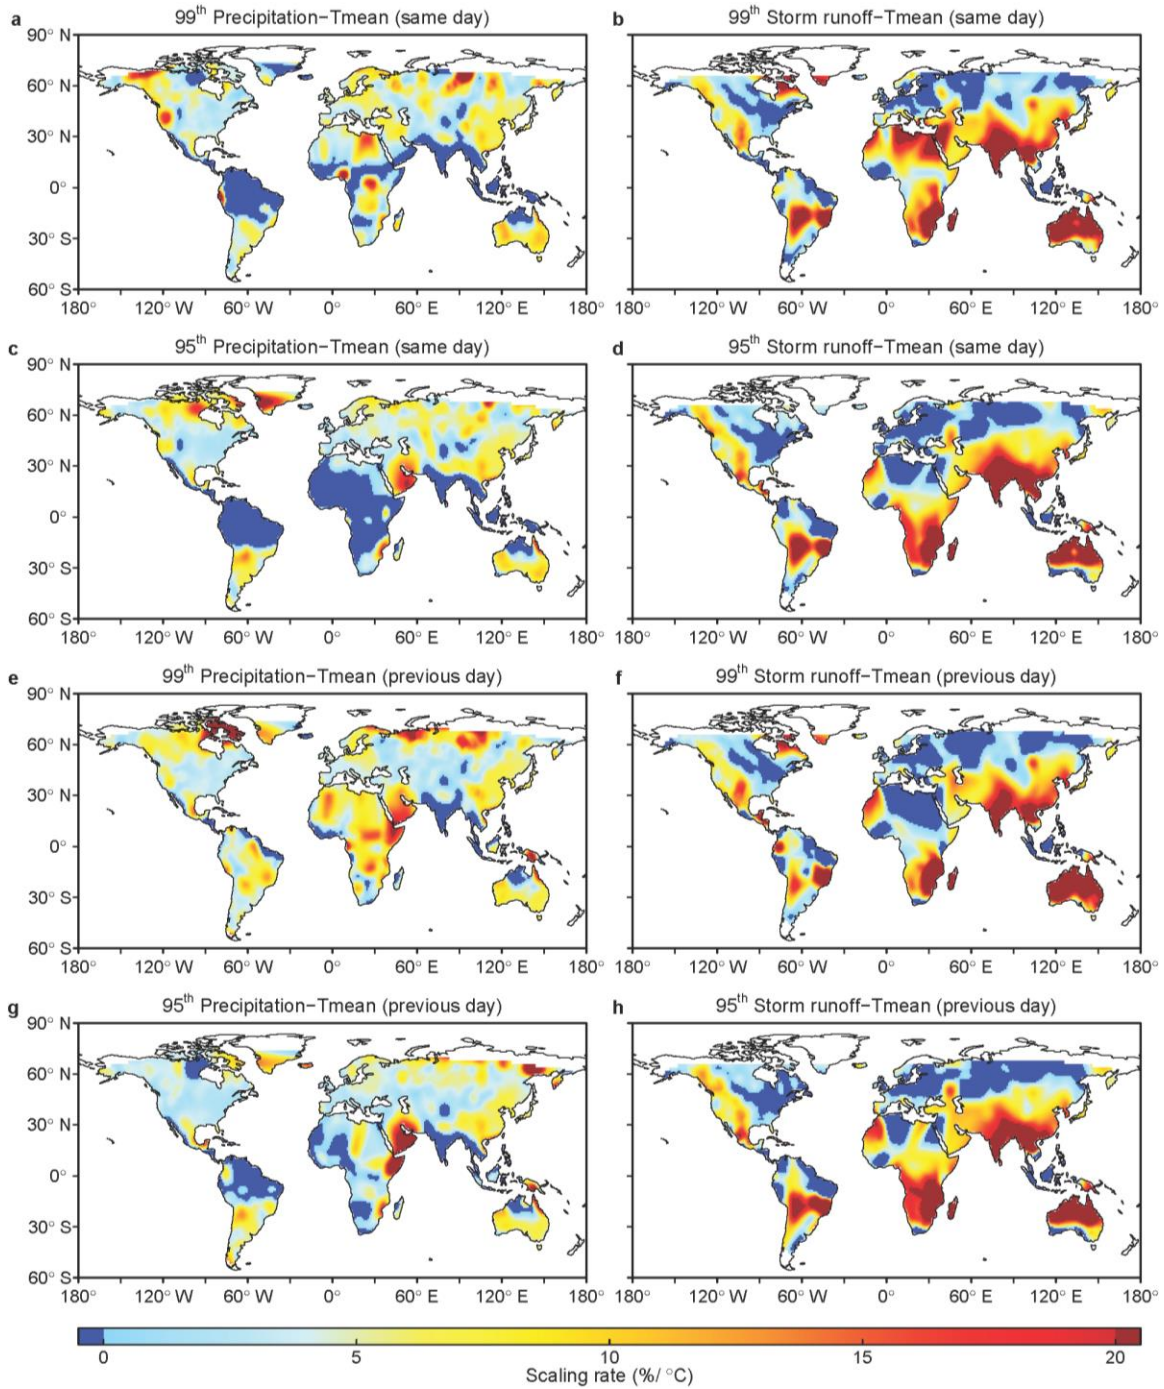 a 99th Precipitation−Tmean (same day)
b 99th Storm runoff−Tmean (same day)
90° N
60° N
30° N
0°
30° S
60° S
180° 120° W 60° W 0° 60° E 120° E 180°
180° 120° W 60° W 0° 60° E 120° E 180°
c 95th Precipitation−Tmean (same day)
d 95th Storm runoff−Tmean (same day)
90° N
60° N
30° N
0°
30° S
60° S
180° 120° W 60° W 0° 60° E 120° E 180°
180° 120° W 60° W 0° 60° E 120° E 180°
e 99th Precipitation−Tmean (previous day)
f 99th Storm runoff−Tmean (previous day)
90° N
60° N
30° N
0°
30° S
60° S
180° 120° W 60° W 0° 60° E 120° E 180°
180° 120° W 60° W 0° 60° E 120° E 180°
g 95th Precipitation−Tmean (previous day)
h 95th Storm runoff−Tmean (previous day)
90° N
60° N
30° N
0°
30° S
60° S
180° 120° W 60° W 0° 60° E 120° E 180°
180° 120° W 60° W 0° 60° E 120° E 180°
0 5 10 15 20
Scaling rate (%/ °C)